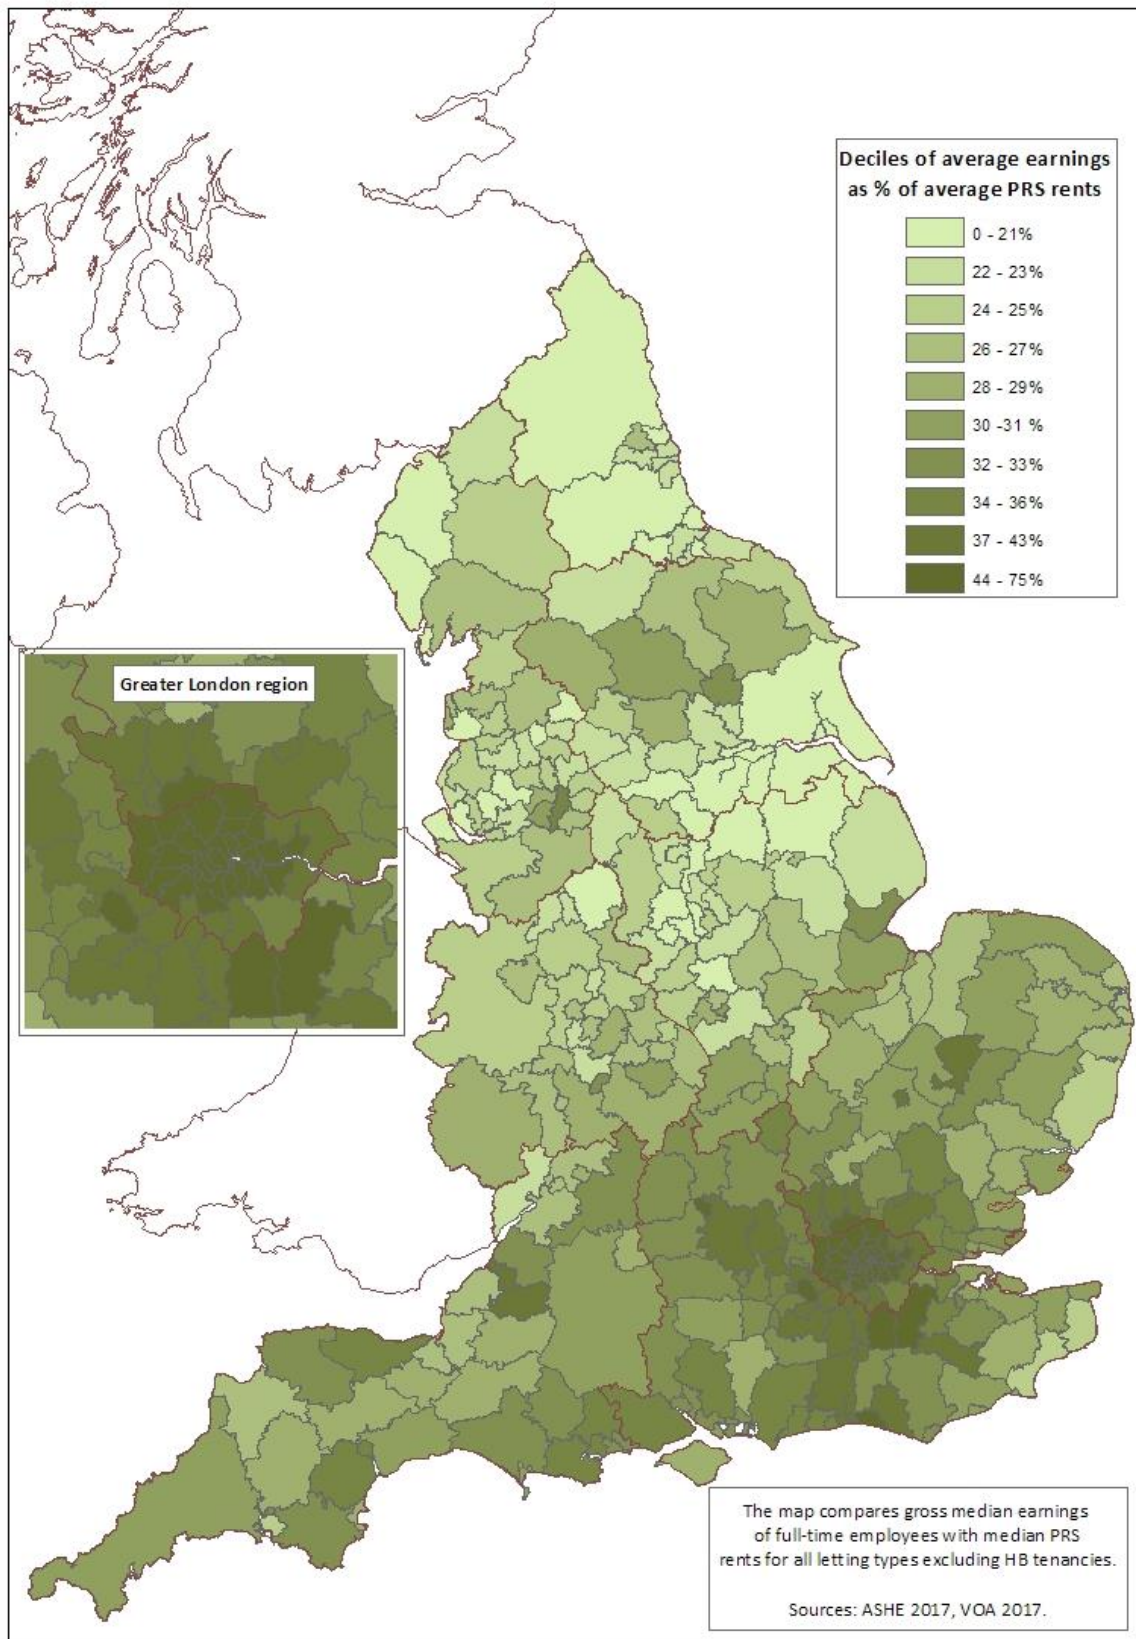 Deciles of average earnings
as % of average PRS rents
0 - 21%
22 - 23%
24 - 25%
26 - 27%
28 - 29%
30 -31 %
32 - 33%
34 - 36%
37 - 43%
44 - 75%
Greater London region
The map compares gross median earnings
of full-time employees with median PRS
rents for all letting types excluding HB tenancies.
Sources: ASHE 2017, VOA 2017.